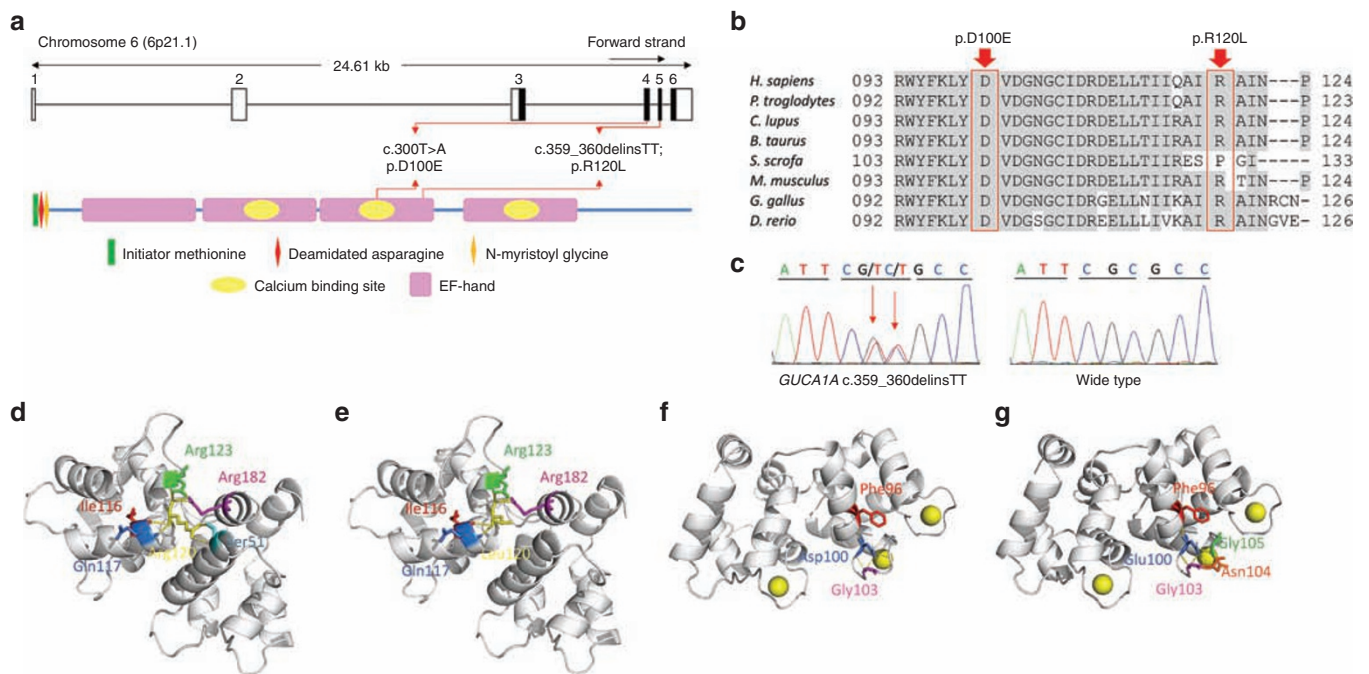 a
Chromosome 6 (6p21.1)
Forward strand
24.61 kb
1 2 3 4 5 6
c.300T>A
p.D100E
c.359_360delinsTT;
p.R120L
Initiator methionine
Deamidated asparagine
N-myristoyl glycine
Calcium binding site
EF-hand
b
p.D100E p.R120L
H. sapiens 093 RWYFKLY D VDGNGCIDRDELLTIIQAI R AIN---P 124
P. troglodytes 092 RWYFKLY D VDGNGCIDRDELLTIIQAI R AIN---P 123
C. lupus 093 RWYFKLY D VDGNGCIDRDELLTIIRAI R AIN---P 124
B. taurus 093 RWYFKLY D VDGNGCIDRDELLTIIRAI R AIN---P 124
S. scrofa 103 RWYFKLY D VDGNGCIDRDELLTIIRES P GI----- 133
M. musculus 093 RWYFKLY D VDGNGCIDRDELLTIIRAI R TIN---P 124
G. gallus 092 RWYFKLY D VDGNGCIDRGELLNIIKAI R AINRCN- 126
D. rerio 092 RWYFKLY D VDGSGCIDREELLLIVKAI R AINGVE- 126
c
A T T C G/TC/T G C C
GUCA1A c.359_360delinsTT
A T T C G C G C C
Wide type
d
Arg123
Arg182
Ile116
Arg120
Ser51
Gln117
e
Arg123
Arg182
Ile116
Leu120
Gln117
f
Phe96
Asp100
Gly103
g
Phe96
Gly105
Glu100
Asn104
Gly103